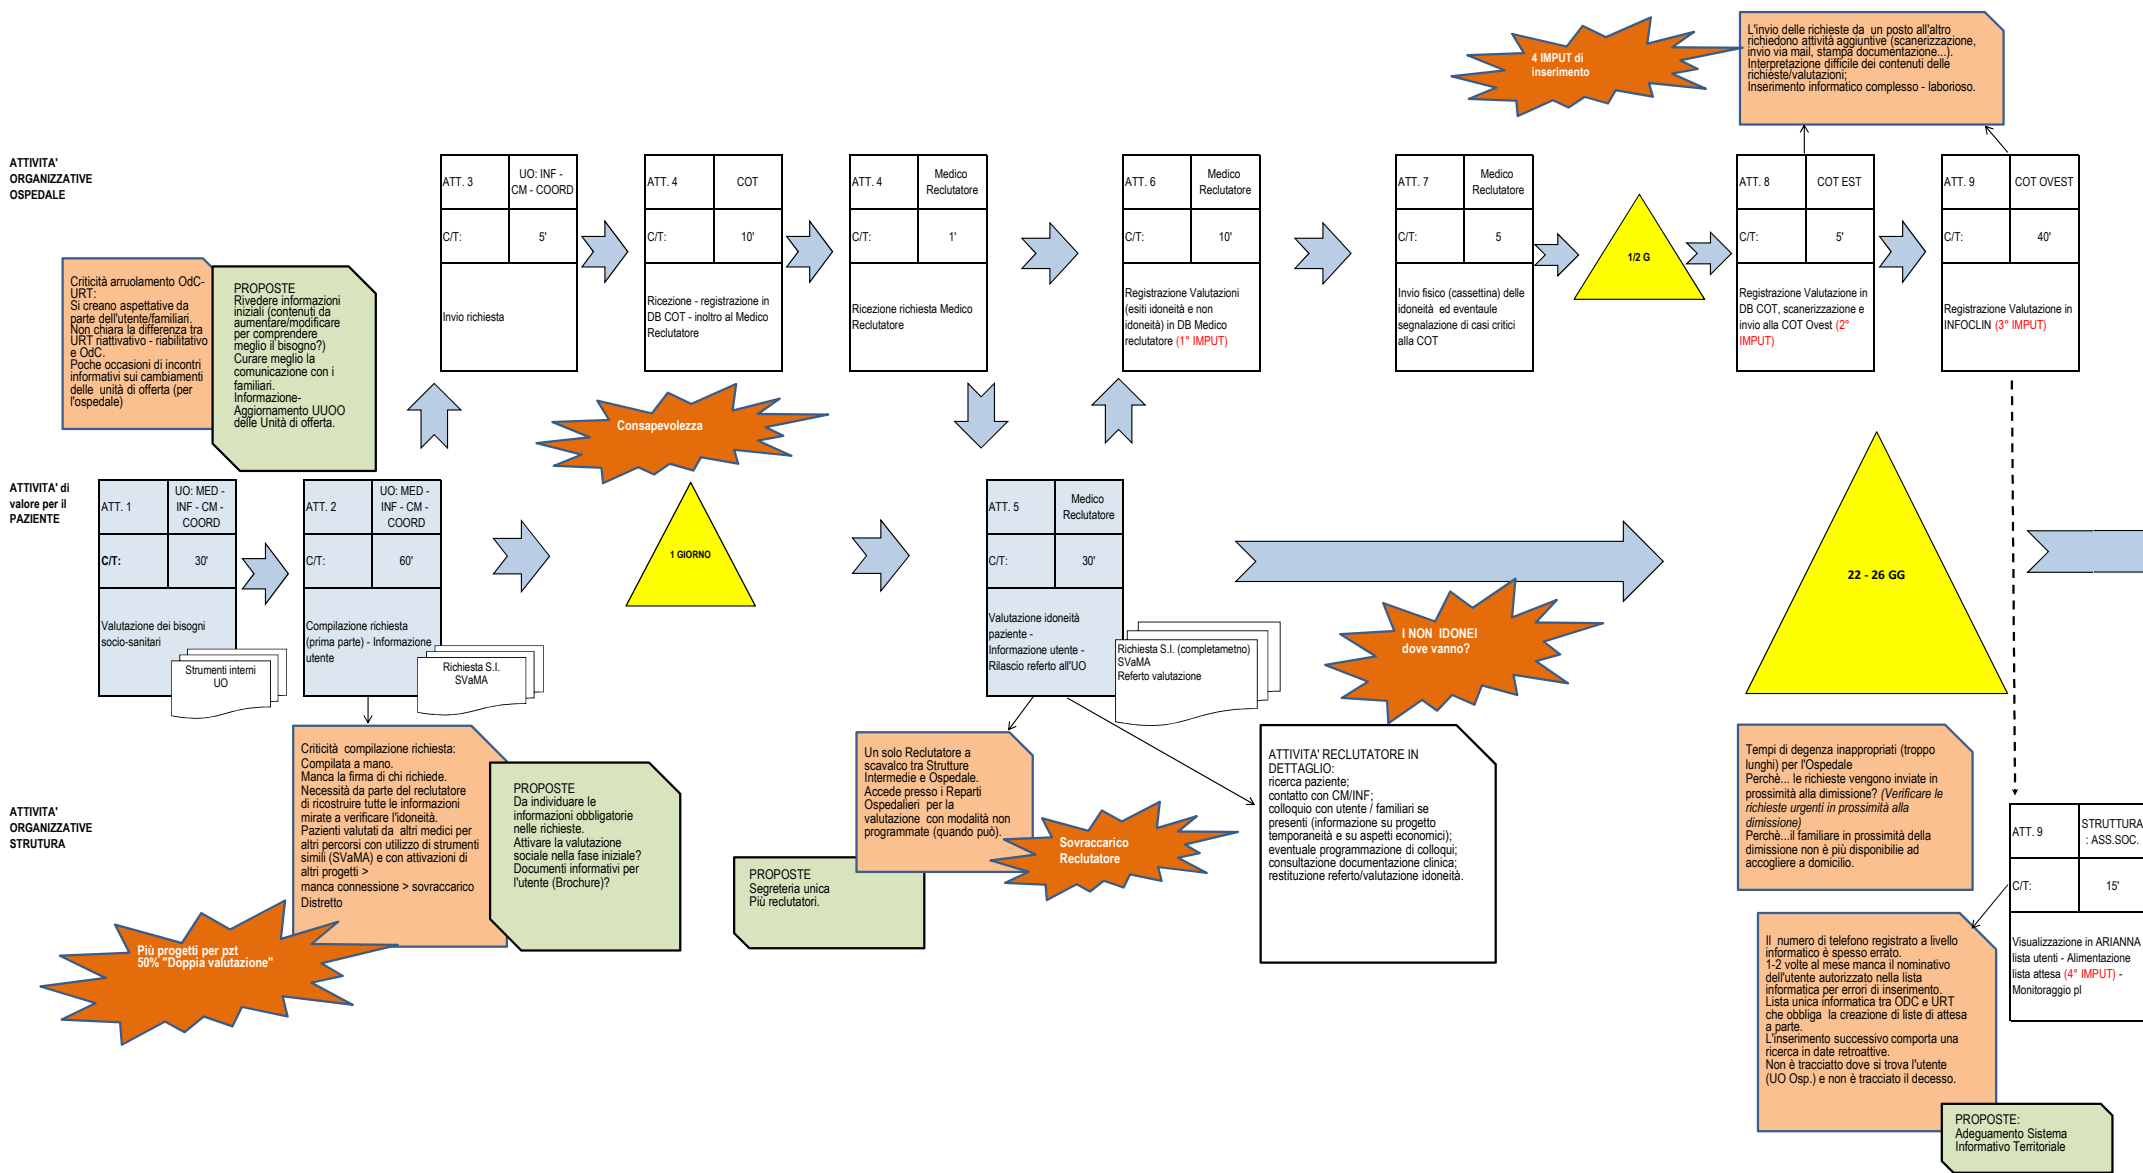 4 IMPUT di
inserimento
L'invio delle richieste da un posto all'altro
richiedono attività aggiuntive (scanerizzazione,
invio via mail, stampa documentazione...).
Interpretazione difficile dei contenuti delle
richieste/valutazioni;
Inserimento informatico complesso - laborioso.
ATTIVITA'
ORGANIZZATIVE
OSPEDALE
ATT. 3
UO: INF -
CM - COORD
C/T:
5'
Invio richiesta
ATT. 4
COT
C/T:
10'
Ricezione - registrazione in
DB COT - inoltro al Medico
Reclutatore
ATT. 4
Medico
Reclutatore
C/T:
1'
Ricezione richiesta Medico
Reclutatore
ATT. 6
Medico
Reclutatore
C/T:
10'
Registrazione Valutazioni
(esiti idoneità e non
idoneità) in DB Medico
reclutatore (1° IMPUT)
ATT. 7
Medico
Reclutatore
C/T:
5
Invio fisico (cassettina) delle
idoneità ed eventuale
segnalazione di casi critici
alla COT
1/2 G
ATT. 8
COT EST
C/T:
5'
Registrazione Valutazione in
DB COT, scanerizzazione e
invio alla COT Ovest (2°
IMPUT)
ATT. 9
COT OVEST
C/T:
40'
Registrazione Valutazione in
INFOCLIN (3° IMPUT)
Criticità arruolamento OdC-
URT:
Si creano aspettative da
parte dell'utente/familiari.
Non chiara la differenza tra
URT riattivativo - riabilitativo
e OdC.
Poche occasioni di incontri
informativi sui cambiamenti
delle unità di offerta (per
l'ospedale)
PROPOSTE
Rivedere informazioni
iniziali (contenuti da
aumentare/modificare
per comprendere
meglio il bisogno?)
Curare meglio la
comunicazione con i
familiari.
Informazione-
Aggiornamento UUOO
delle Unità di offerta.
Consapevolezza
ATTIVITA' di
valore per il
PAZIENTE
ATT. 1
UO: MED -
INF - CM -
COORD
C/T:
30'
Valutazione dei bisogni
socio-sanitari
Strumenti interni
UO
ATT. 2
UO: MED -
INF - CM -
COORD
C/T:
60'
Compilazione richiesta
(prima parte) - Informazione
utente
Richiesta S.I.
SVaMA
1 GIORNO
ATT. 5
Medico
Reclutatore
C/T:
30'
Valutazione idoneità
paziente -
Informazione utente -
Rilascio referto all'UO
Richiesta S.I. (completametno)
SVaMA
Referto valutazione
I NON IDONEI
dove vanno?
22 - 26 GG
ATTIVITA'
ORGANIZZATIVE
STRUTURA
Criticità compilazione richiesta:
Compilata a mano.
Manca la firma di chi richiede.
Necessità da parte del reclutatore
di ricostruire tutte le informazioni
mirate a verificare l'idoneità.
Pazienti valutati da altri medici per
altri percorsi con utilizzo di strumenti
simili (SVaMA) e con attivazioni di
altri progetti >
manca connessione > sovraccarico
Distretto
PROPOSTE
Da individuare le
informazioni obbligatorie
nelle richieste.
Attivare la valutazione
sociale nella fase iniziale?
Documenti informativi per
l'utente (Brochure)?
Più progetti per pzt
50% "Doppia valutazione"
Un solo Reclutatore a
scavalco tra Strutture
Intermedie e Ospedale.
Accede presso i Reparti
Ospedalieri per la
valutazione con modalità non
programmate (quando può).
PROPOSTE
Segreteria unica
Più reclutatori.
Sovraccarico
Reclutatore
ATTIVITA' RECLUTATORE IN
DETTAGLIO:
ricerca paziente;
contatto con CM/INF;
colloquio con utente / familiari se
presenti (informazione su progetto
temporaneità e su aspetti economici);
eventuale programmazione di colloqui;
consultazione documentazione clinica;
restituzione referto/valutazione idoneità.
Tempi di degenza inappropriati (troppo
lunghi) per l'Ospedale
Perchè... le richieste vengono inviate in
prossimità alla dimissione? (Verificare le
richieste urgenti in prossimità alla
dimissione)
Perchè...il familiare in prossimità della
dimissione non è più disponibilie ad
accogliere a domicilio.
ATT. 9
STRUTTURA
: ASS.SOC.
C/T:
15'
Visualizzazione in ARIANNA
lista utenti - Alimentazione
lista attesa (4° IMPUT) -
Monitoraggio pl
Il numero di telefono registrato a livello
informatico è spesso errato.
1-2 volte al mese manca il nominativo
dell'utente autorizzato nella lista
informatica per errori di inserimento.
Lista unica informatica tra ODC e URT
che obbliga la creazione di liste di attesa
a parte.
L'inserimento successivo comporta una
ricerca in date retroattive.
Non è tracciatto dove si trova l'utente
(UO Osp.) e non è tracciato il decesso.
PROPOSTE:
Adeguamento Sistema
Informativo Territoriale